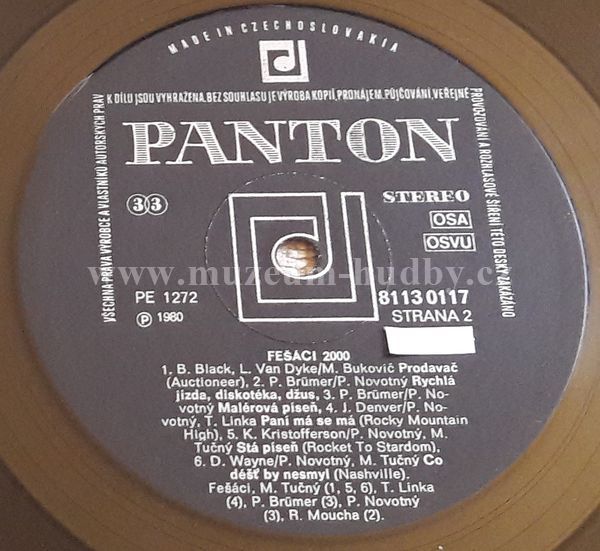 MADE IN CZECHOSLOVAKIA
VŠECHNA PRÁVA VÝROBCE A VLASTNÍKŮ AUTORSKÝCH PRÁV
K DÍLU JSOU VYHRAŽENA. BEZ SOUHLASU JE VÝROBA KOPIÍ, PRONÁJEM, PŮJČOVÁNÍ, VEŘEJNÉ
PROVOZOVÁNÍ A ROZHLASOVÉ ŠÍŘENÍ TÉTO DESKY ZAKÁZÁNO
PANTON
33
STEREO
OSA
OSVU
www.muzeum-hudby.cz
PE 1272
8113 0117
℗ 1980
STRANA 2
FEŠÁCI 2000
1. B. Black, L. Van Dyke/M. Bukovič Prodavač
(Auctioneer), 2. P. Brümer/P. Novotný Rychlá
jízda, diskotéka, džus, 3. P. Brümer/P. No-
votný Malérová píseň, 4. J. Denver/P. No-
votný, T. Linka Paní má se má (Rocky Mountain
High), 5. K. Kristofferson/P. Novotný, M.
Tučný Stá píseň (Rocket To Stardom),
6. D. Wayne/P. Novotný, M. Tučný Co
déšť by nesmyl (Nashville).
Fešáci, M. Tučný (1, 5, 6), T. Linka
(4), P. Brümer (3), P. Novotný
(3), R. Moucha (2).